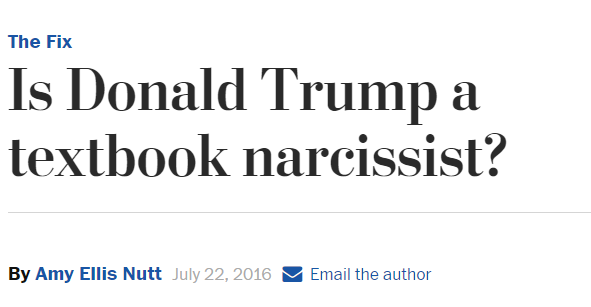 The Fix
Is Donald Trump a
textbook narcissist?
By Amy Ellis Nutt July 22, 2016 Email the author